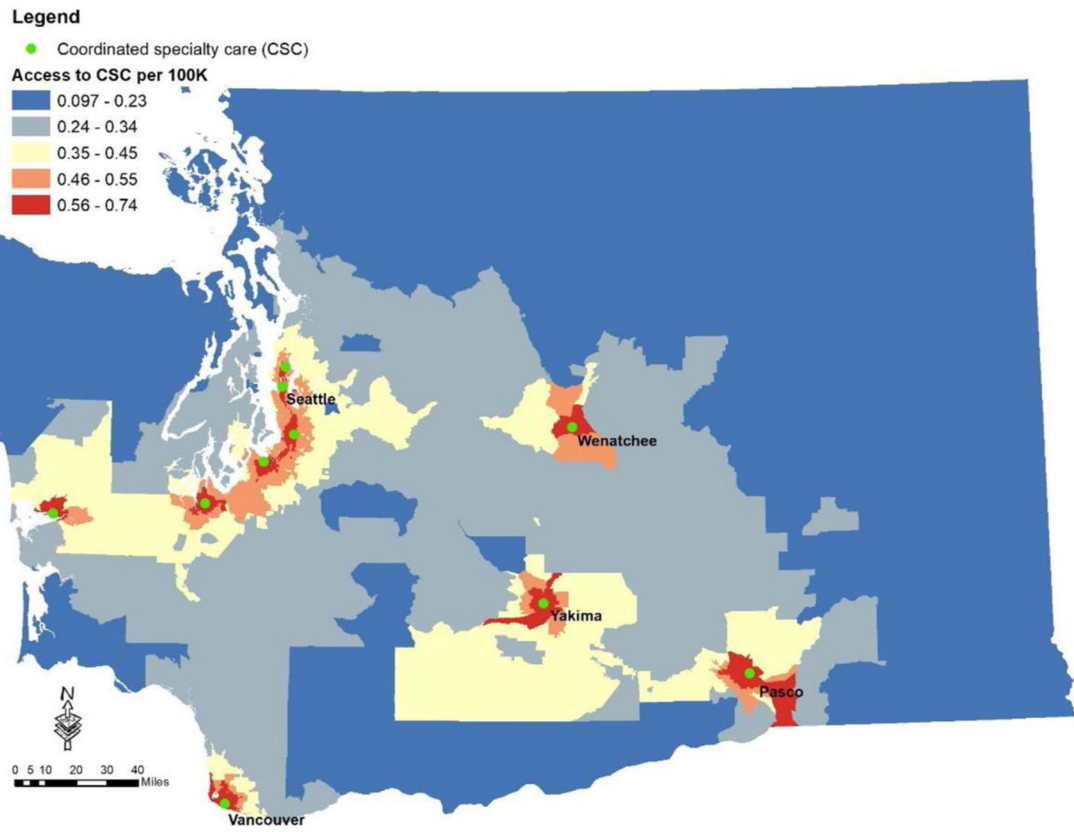 Legend
Coordinated specialty care (CSC)
Access to CSC per 100K
0.097 - 0.23
0.24 - 0.34
0.35 - 0.45
0.46 - 0.55
0.56 - 0.74
Seattle
Wenatchee
Yakima
Pasco
N
0 5 10 20 30 40
Miles
Vancouver